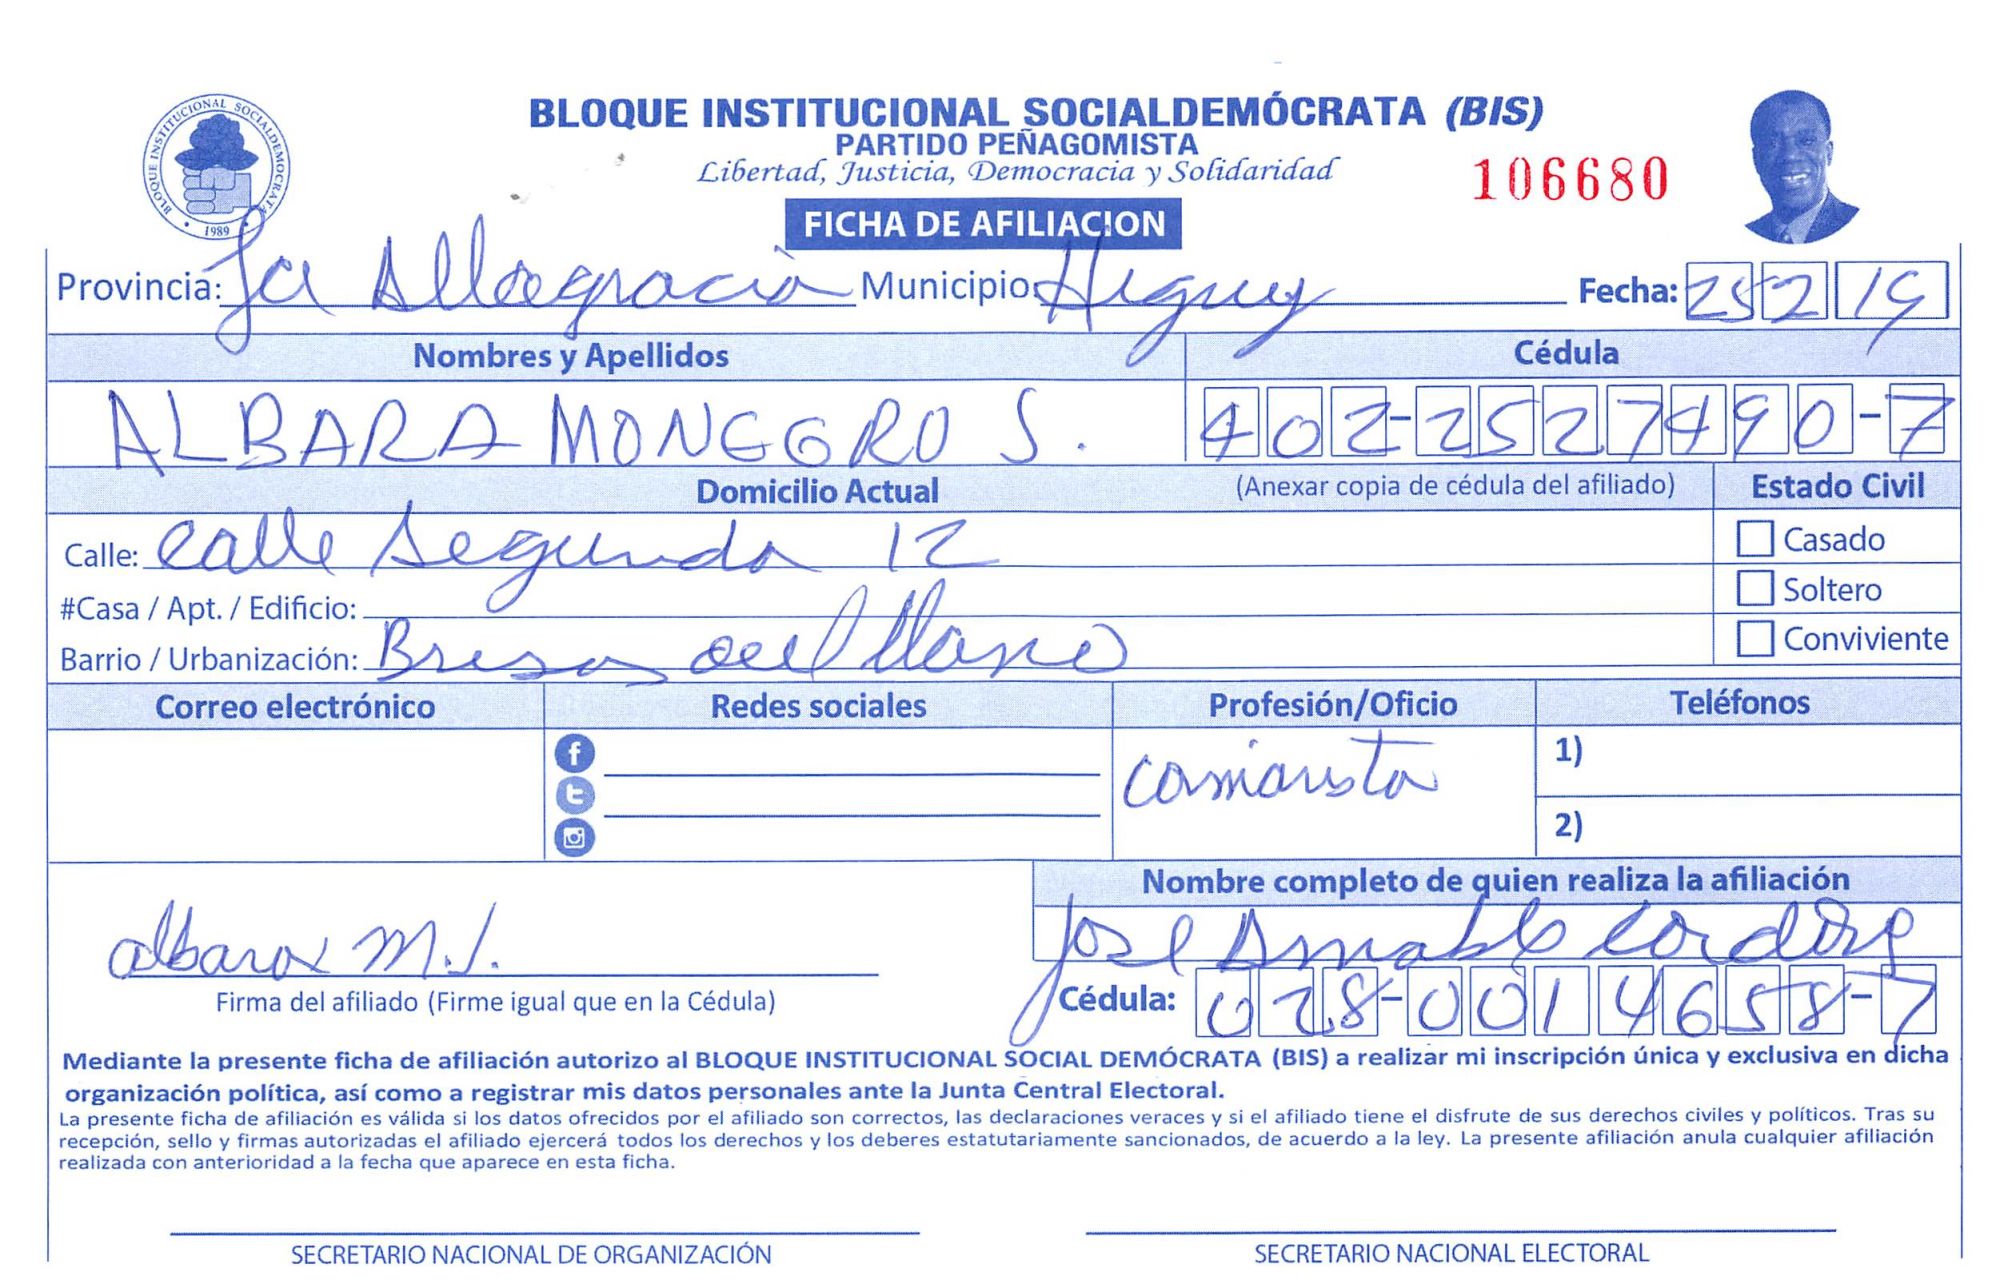 BLOQUE INSTITUCIONAL SOCIALDEMÓCRATA (BIS)
PARTIDO PEÑAGOMISTA
Libertad, Justicia, Democracia y Solidaridad
106680
BLOQUE INSTITUCIONAL SOCIALDEMOCRATA
1989
FICHA DE AFILIACION
Provincia: La Altagracia Municipio: Higuey Fecha: 25 2 19
Nombres y Apellidos Cédula
ALBARA MONEGRO S. 402-2527490-7
Domicilio Actual (Anexar copia de cédula del afiliado) Estado Civil
Calle: Calle Segunda 12 Casado
#Casa / Apt. / Edificio: Soltero
Barrio / Urbanización: Brisas del llano Conviviente
Correo electrónico Redes sociales Profesión/Oficio Teléfonos
camarista 1)
2)
Nombre completo de quien realiza la afiliación
albara M.S. Jose Amable
Firma del afiliado (Firme igual que en la Cédula) Cédula: 028-0014658-7
Mediante la presente ficha de afiliación autorizo al BLOQUE INSTITUCIONAL SOCIAL DEMÓCRATA (BIS) a realizar mi inscripción única y exclusiva en dicha
organización política, así como a registrar mis datos personales ante la Junta Central Electoral.
La presente ficha de afiliación es válida si los datos ofrecidos por el afiliado son correctos, las declaraciones veraces y si el afiliado tiene el disfrute de sus derechos civiles y políticos. Tras su
recepción, sello y firmas autorizadas el afiliado ejercerá todos los derechos y los deberes estatutariamente sancionados, de acuerdo a la ley. La presente afiliación anula cualquier afiliación
realizada con anterioridad a la fecha que aparece en esta ficha.
SECRETARIO NACIONAL DE ORGANIZACIÓN SECRETARIO NACIONAL ELECTORAL